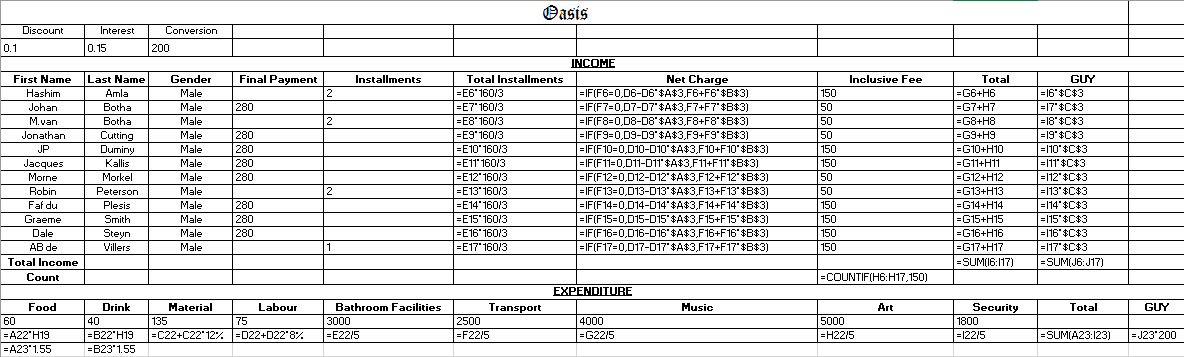 Oasis
Discount Interest Conversion
0.1 0.15 200
INCOME
First Name Last Name Gender Final Payment Installments Total Installments Net Charge Inclusive Fee Total GUY
Hashim Amla Male 2 =E6*160/3 =IF(F6=0,D6-D6*$A$3,F6+F6*$B$3) 150 =G6+H6 =I6*$C$3
Johan Botha Male 280 =E7*160/3 =IF(F7=0,D7-D7*$A$3,F7+F7*$B$3) 50 =G7+H7 =I7*$C$3
M.van Botha Male 2 =E8*160/3 =IF(F8=0,D8-D8*$A$3,F8+F8*$B$3) 50 =G8+H8 =I8*$C$3
Jonathan Cutting Male 280 =E9*160/3 =IF(F9=0,D9-D9*$A$3,F9+F9*$B$3) 50 =G9+H9 =I9*$C$3
JP Duminy Male 280 =E10*160/3 =IF(F10=0,D10-D10*$A$3,F10+F10*$B$3) 150 =G10+H10 =I10*$C$3
Jacques Kallis Male 280 =E11*160/3 =IF(F11=0,D11-D11*$A$3,F11+F11*$B$3) 150 =G11+H11 =I11*$C$3
Morne Morkel Male 280 =E12*160/3 =IF(F12=0,D12-D12*$A$3,F12+F12*$B$3) 50 =G12+H12 =I12*$C$3
Robin Peterson Male 2 =E13*160/3 =IF(F13=0,D13-D13*$A$3,F13+F13*$B$3) 50 =G13+H13 =I13*$C$3
Faf du Plesis Male 280 =E14*160/3 =IF(F14=0,D14-D14*$A$3,F14+F14*$B$3) 150 =G14+H14 =I14*$C$3
Graeme Smith Male 280 =E15*160/3 =IF(F15=0,D15-D15*$A$3,F15+F15*$B$3) 150 =G15+H15 =I15*$C$3
Dale Steyn Male 280 =E16*160/3 =IF(F16=0,D16-D16*$A$3,F16+F16*$B$3) 150 =G16+H16 =I16*$C$3
AB de Villers Male 1 =E17*160/3 =IF(F17=0,D17-D17*$A$3,F17+F17*$B$3) 150 =G17+H17 =I17*$C$3
Total Income =SUM(I6:I17) =SUM(J6:J17)
Count =COUNTIF(H6:H17,150)
EXPENDITURE
Food Drink Material Labour Bathroom Facilities Transport Music Art Security Total GUY
60 40 135 75 3000 2500 4000 5000 1800
=A22*H19 =B22*H19 =C22+C22*12% =D22+D22*8% =E22/5 =F22/5 =G22/5 =H22/5 =I22/5 =SUM(A23:I23) =J23*200
=A23*1.55 =B23*1.55